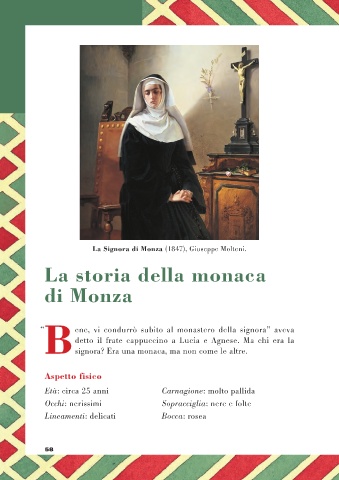 La Signora di Monza (1847), Giuseppe Molteni.
La storia della monaca
di Monza
“Bene, vi condurrò subito al monastero della signora” aveva
detto il frate cappuccino a Lucia e Agnese. Ma chi era la
signora? Era una monaca, ma non come le altre.
Aspetto fisico
Età: circa 25 anni
Occhi: nerissimi
Lineamenti: delicati
Carnagione: molto pallida
Sopracciglia: nere e folte
Bocca: rosea
58